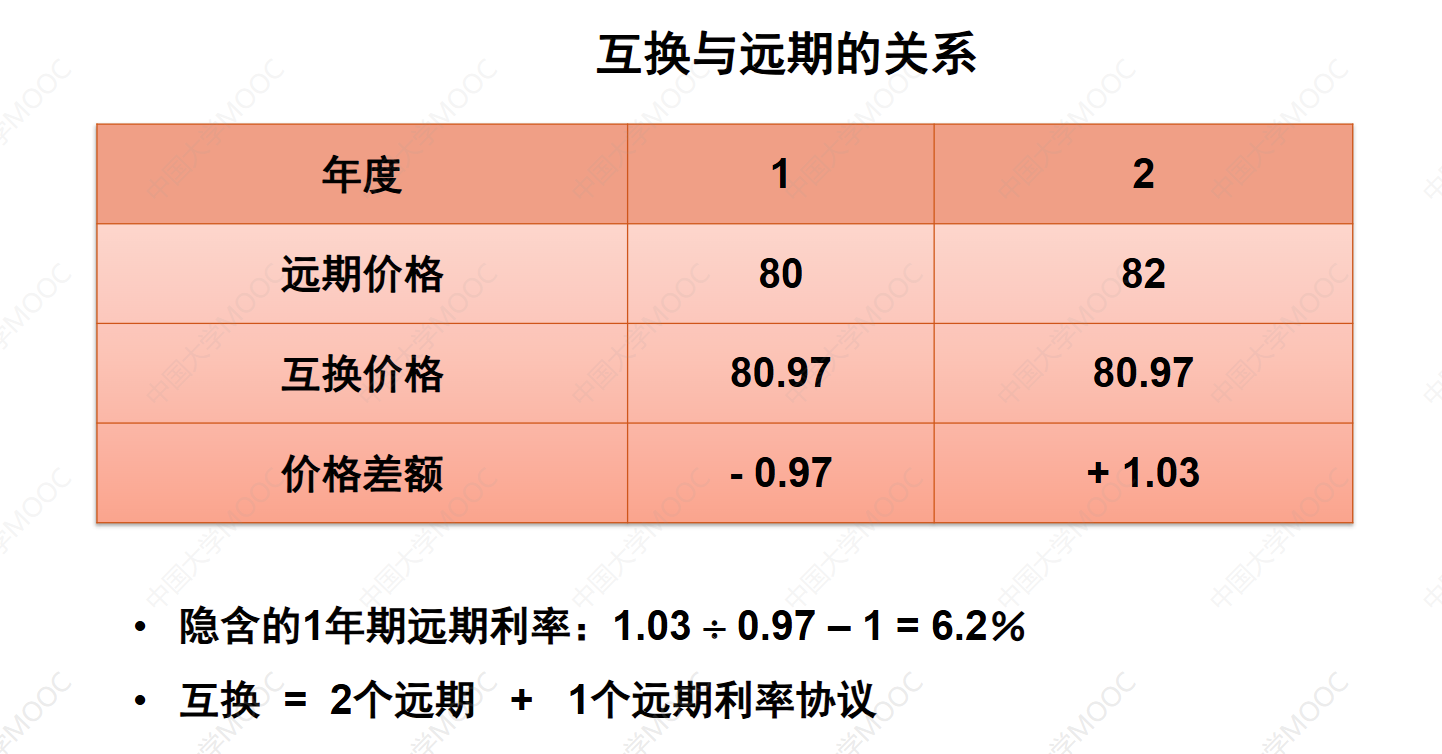 互换与远期的关系
年度 1 2
远期价格 80 82
互换价格 80.97 80.97
价格差额 - 0.97 + 1.03
• 隐含的1年期远期利率：1.03 ÷ 0.97 – 1 = 6.2%
• 互换 = 2个远期 + 1个远期利率协议
中国大学MOOC